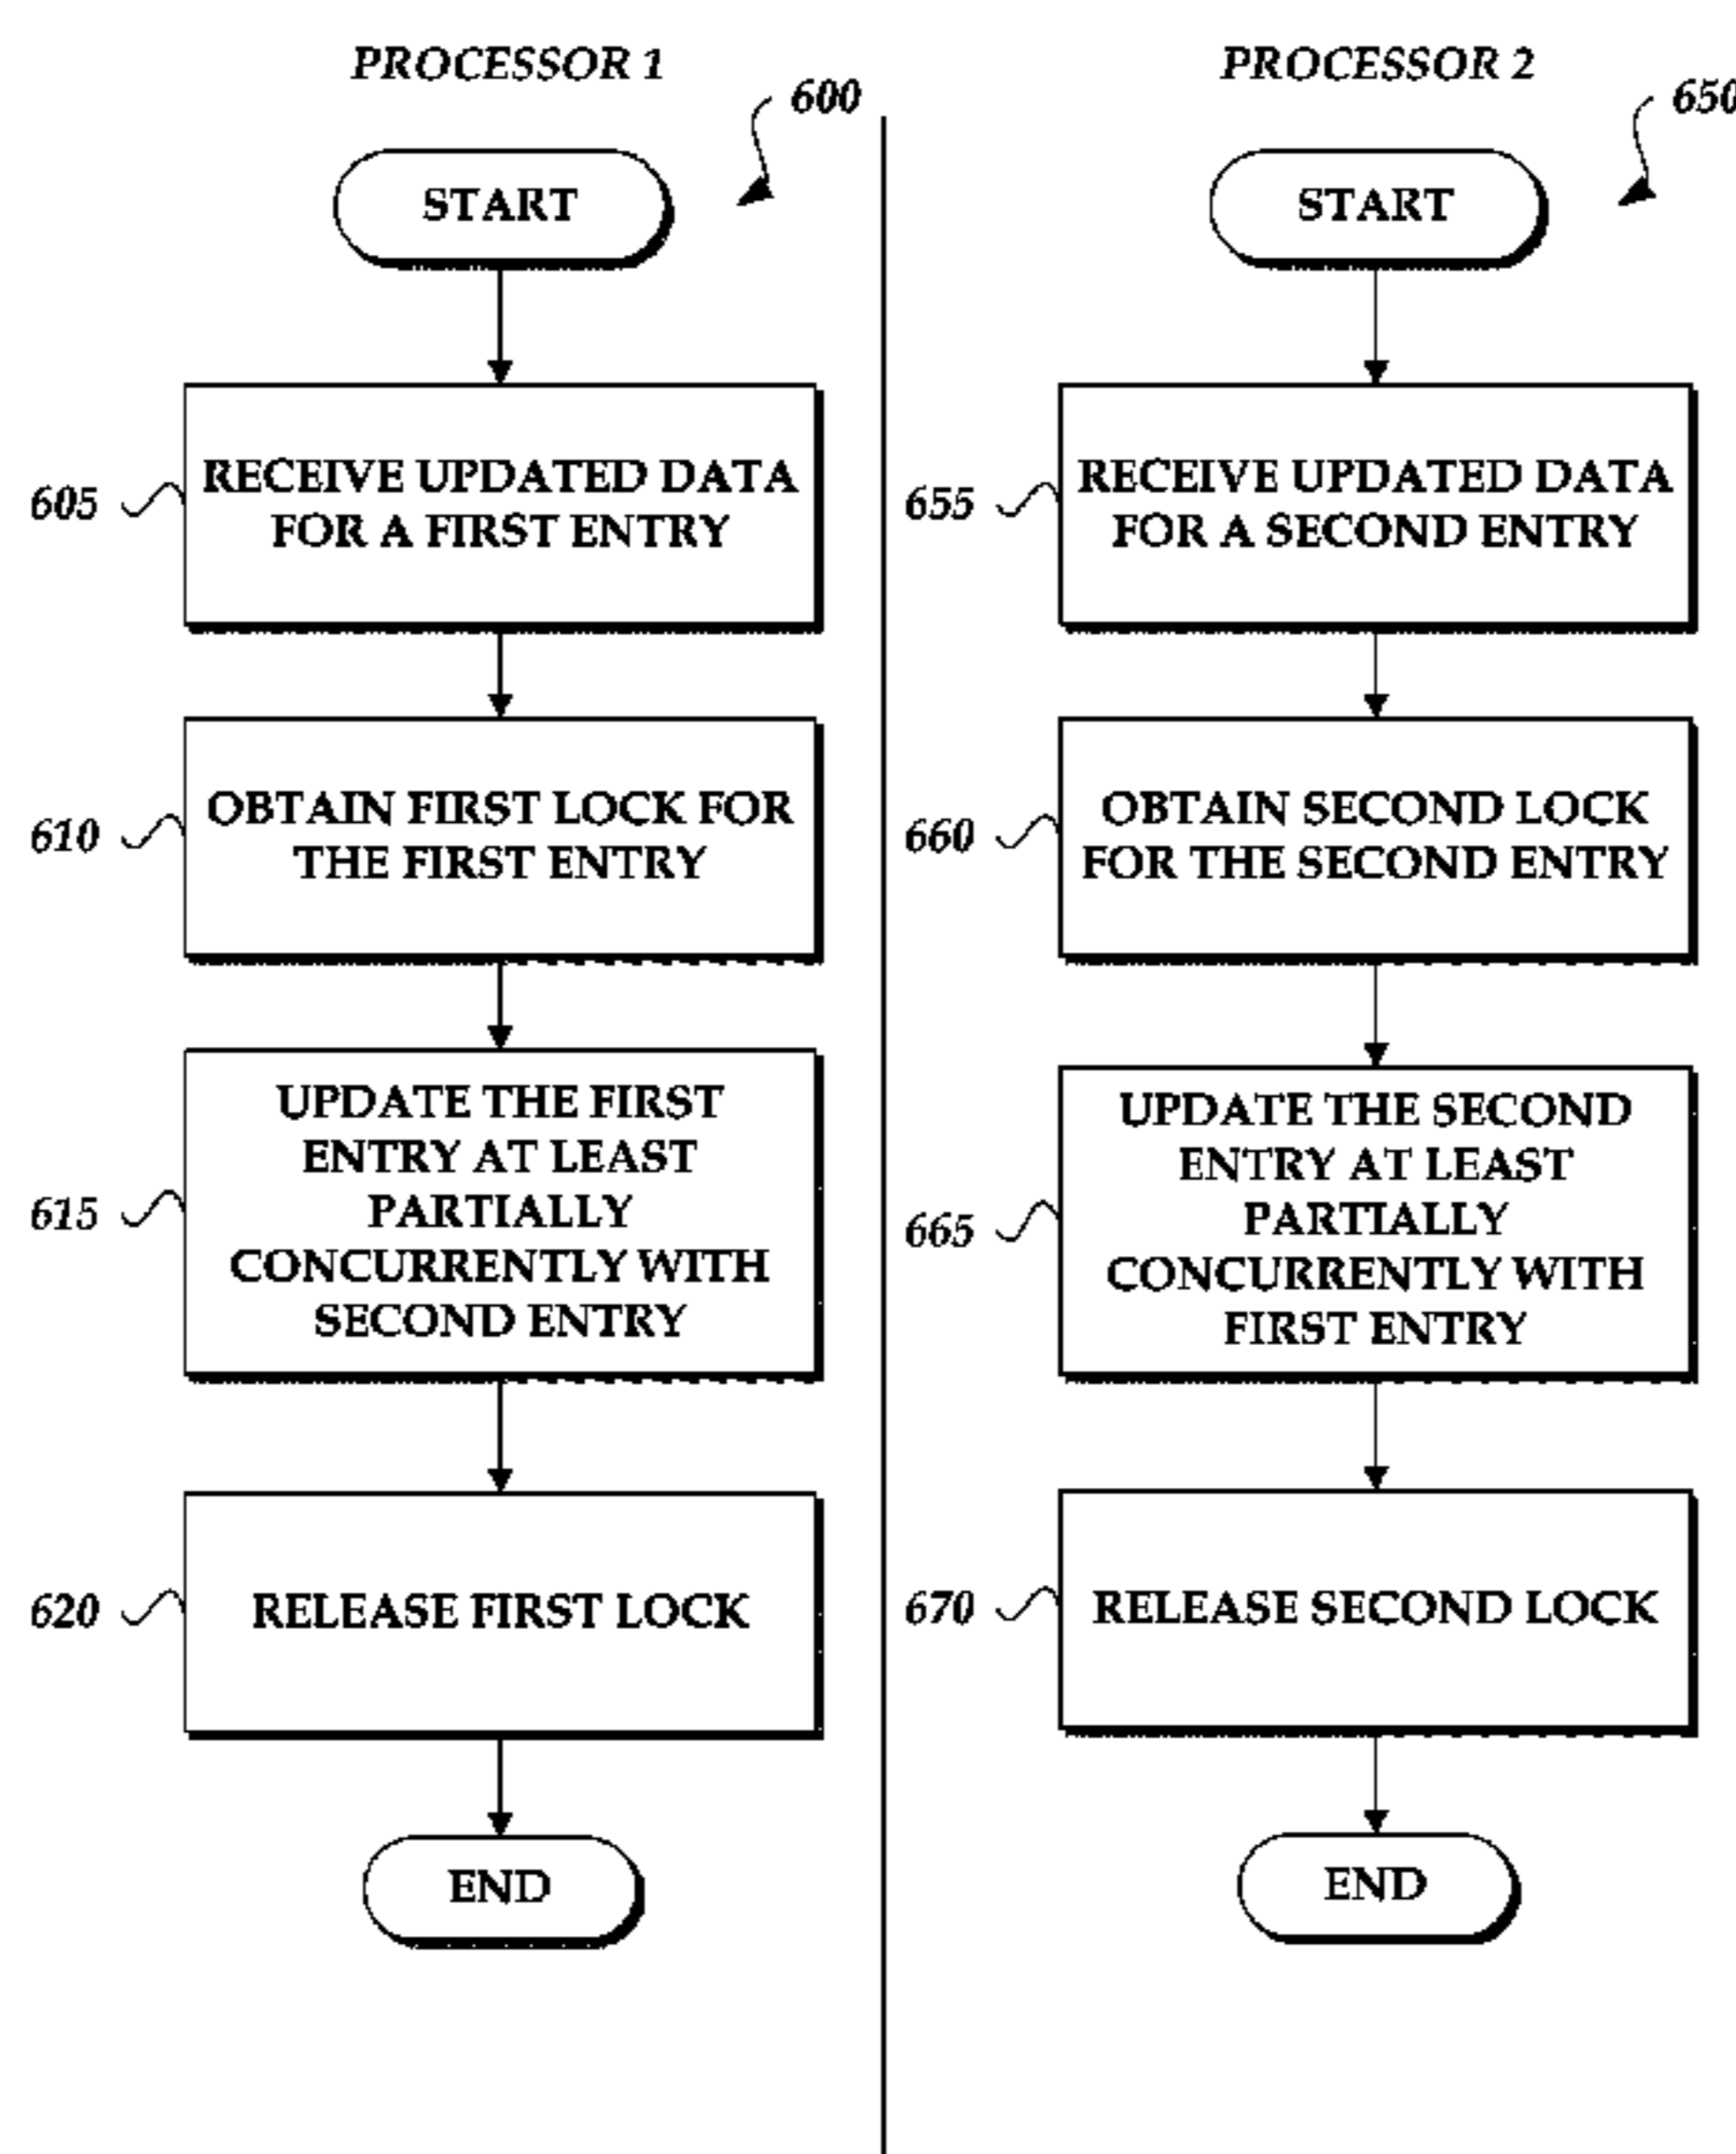 PROCESSOR 1
600
START
605
RECEIVE UPDATED DATA
FOR A FIRST ENTRY
610
OBTAIN FIRST LOCK FOR
THE FIRST ENTRY
615
UPDATE THE FIRST
ENTRY AT LEAST
PARTIALLY
CONCURRENTLY WITH
SECOND ENTRY
620
RELEASE FIRST LOCK
END
PROCESSOR 2
650
START
655
RECEIVE UPDATED DATA
FOR A SECOND ENTRY
660
OBTAIN SECOND LOCK
FOR THE SECOND ENTRY
665
UPDATE THE SECOND
ENTRY AT LEAST
PARTIALLY
CONCURRENTLY WITH
FIRST ENTRY
670
RELEASE SECOND LOCK
END